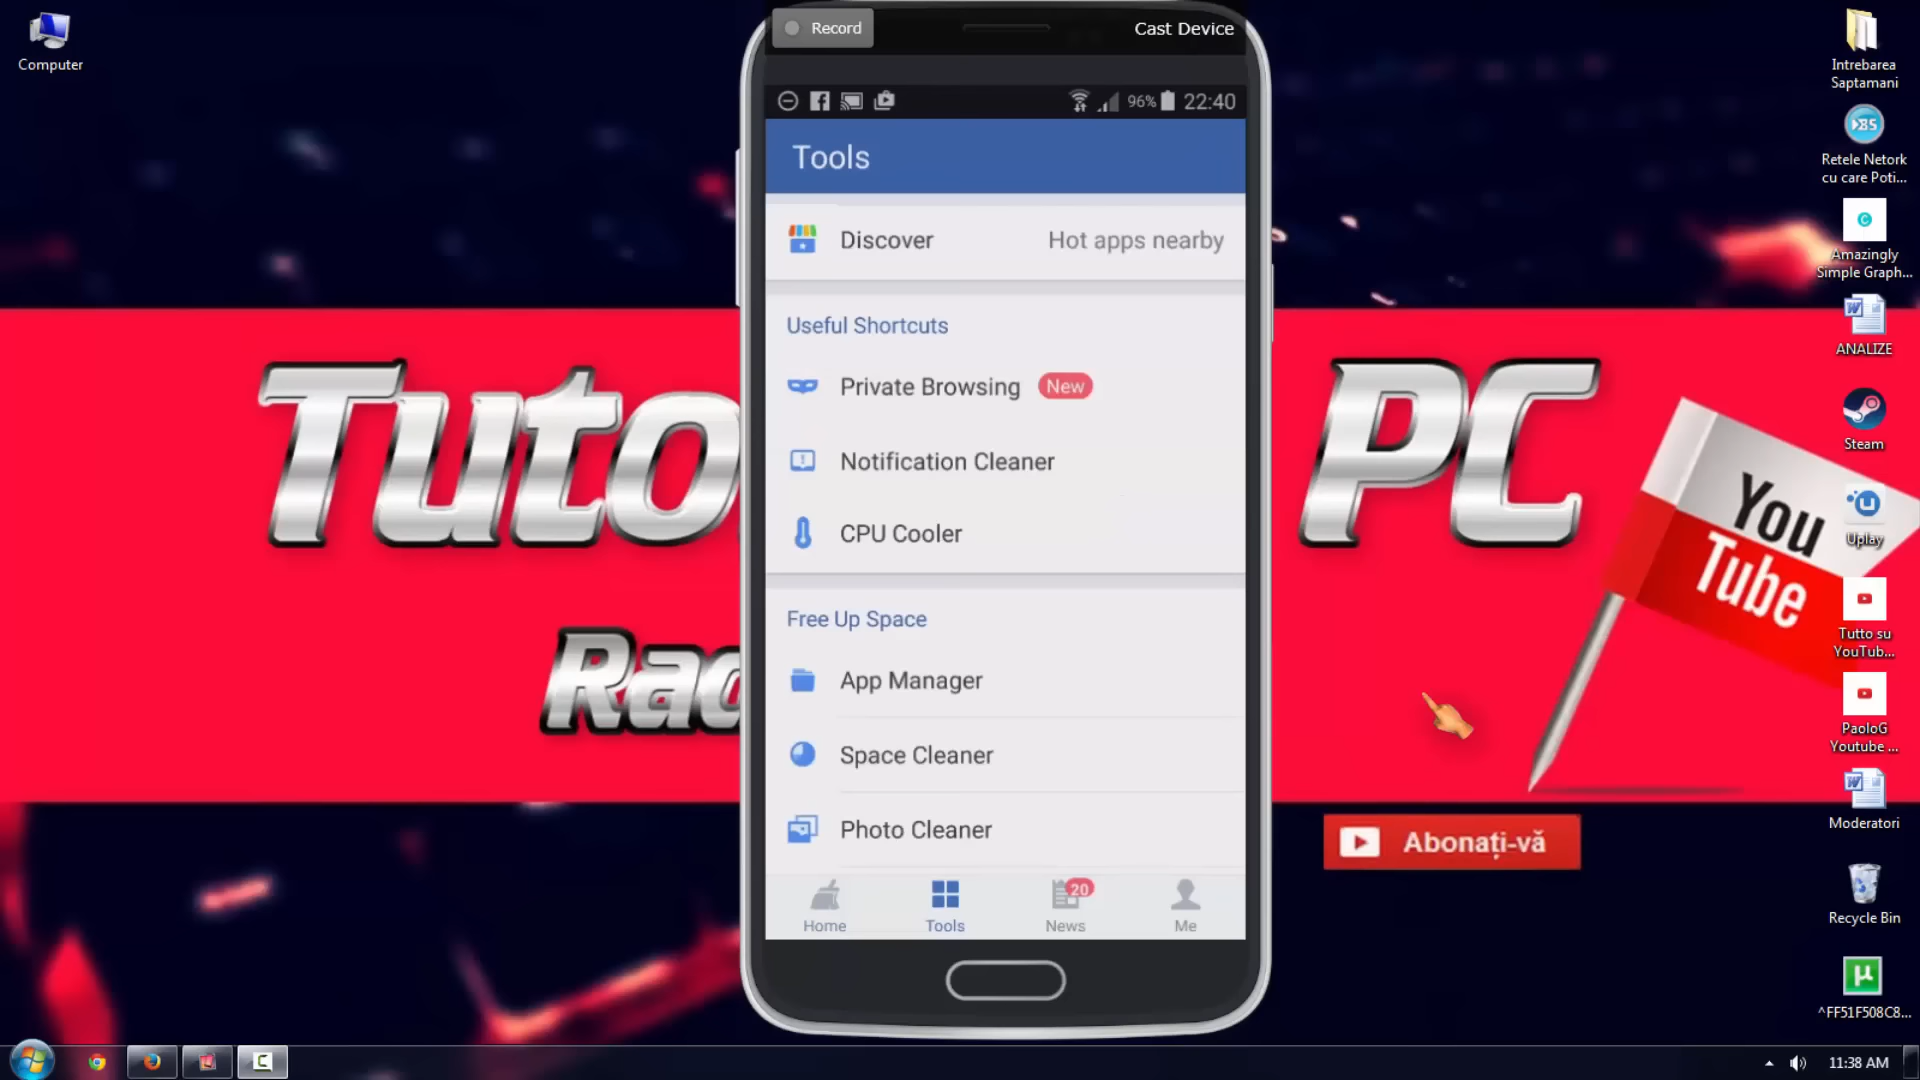 Computer
Record
Cast Device
96%
22:40
Tools
Discover
Hot apps nearby
Useful Shortcuts
Private Browsing
New
Notification Cleaner
CPU Cooler
Free Up Space
App Manager
Space Cleaner
Photo Cleaner
Home
Tools
20
News
Me
Tuto
PC
Rad
You
Tube
Abonați-vă
Intrebarea
Saptamani
BS
Retele Netork
cu care Poti...
C
Amazingly
Simple Graph...
W
ANALIZE
Steam
u
Uplay
Tutto su
YouTub...
PaoloG
Youtube ...
W
Moderatori
Recycle Bin
µ
^FF51F508C8...
C
11:38 AM